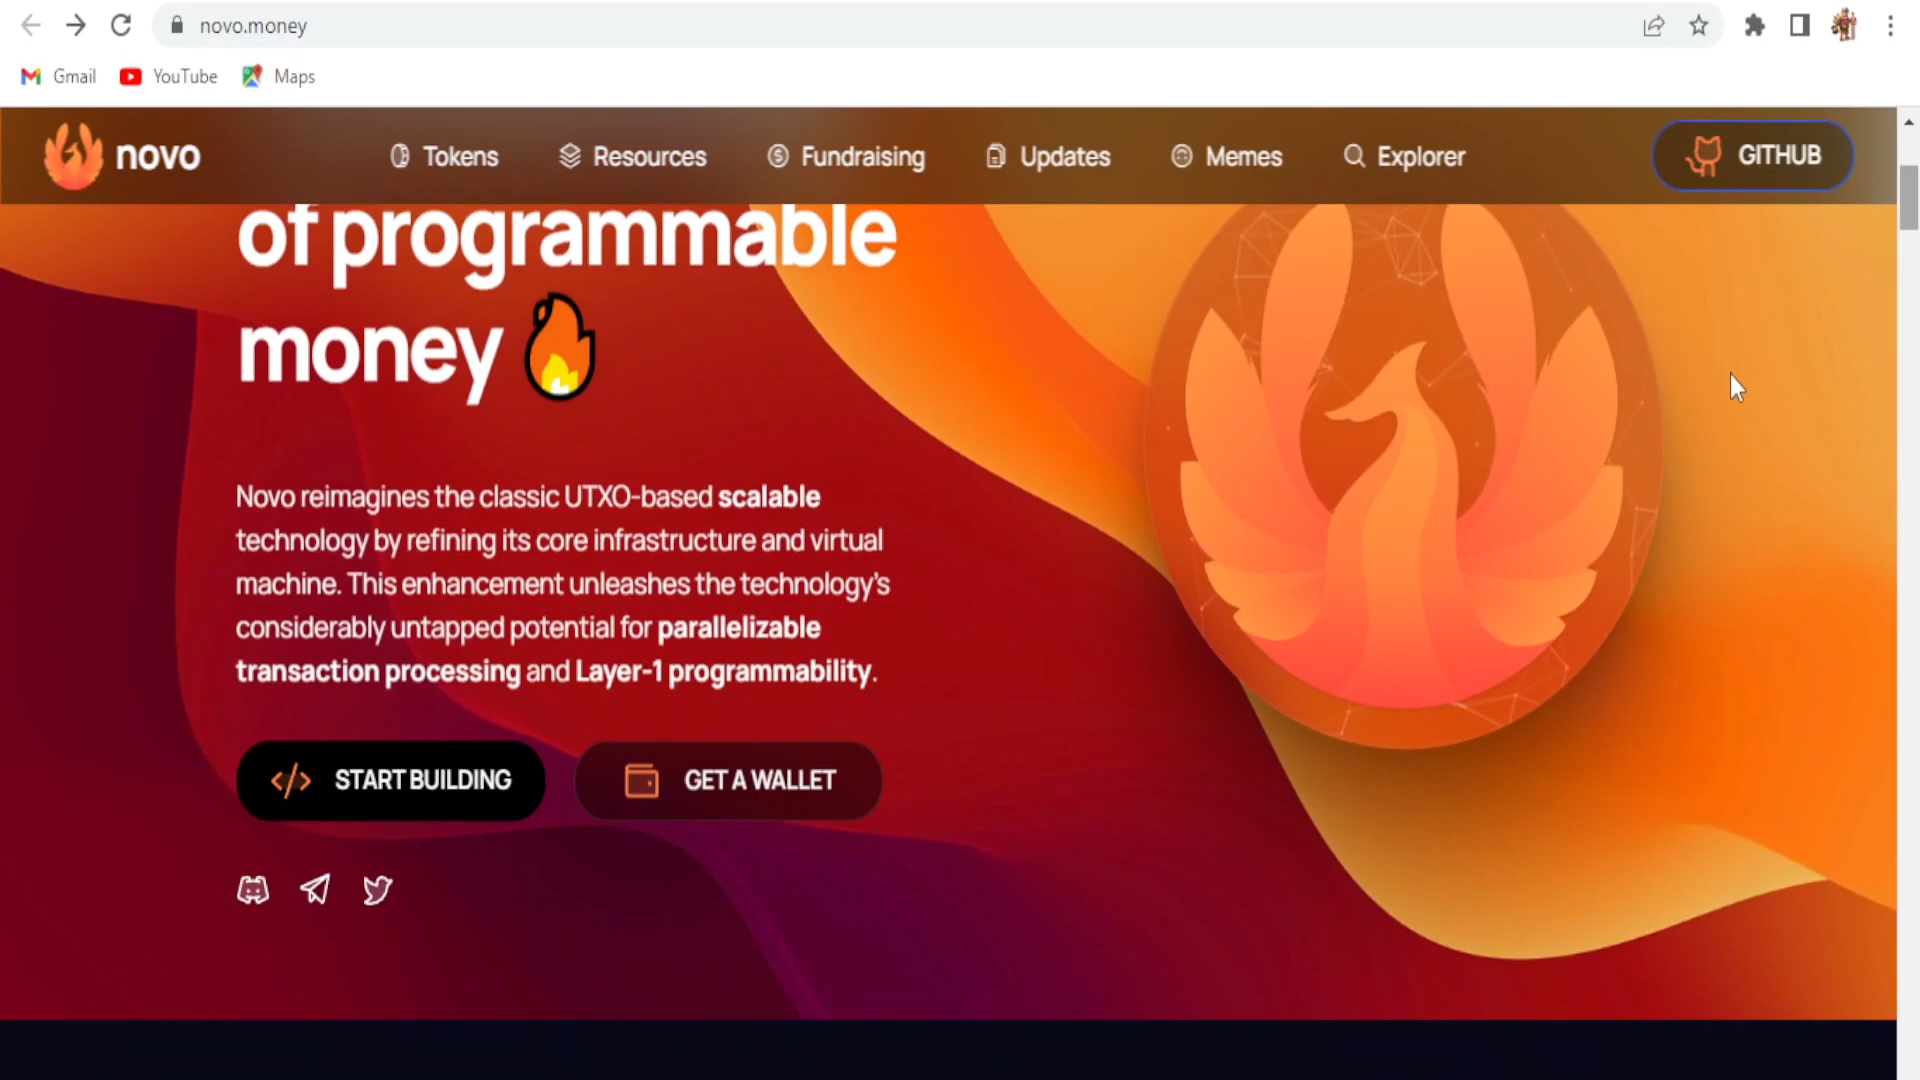 novo.money
Gmail YouTube Maps
novo Tokens Resources Fundraising Updates Memes Explorer GITHUB
of programmable
money
Novo reimagines the classic UTXO-based scalable
technology by refining its core infrastructure and virtual
machine. This enhancement unleashes the technology's
considerably untapped potential for parallelizable
transaction processing and Layer-1 programmability.
START BUILDING GET A WALLET